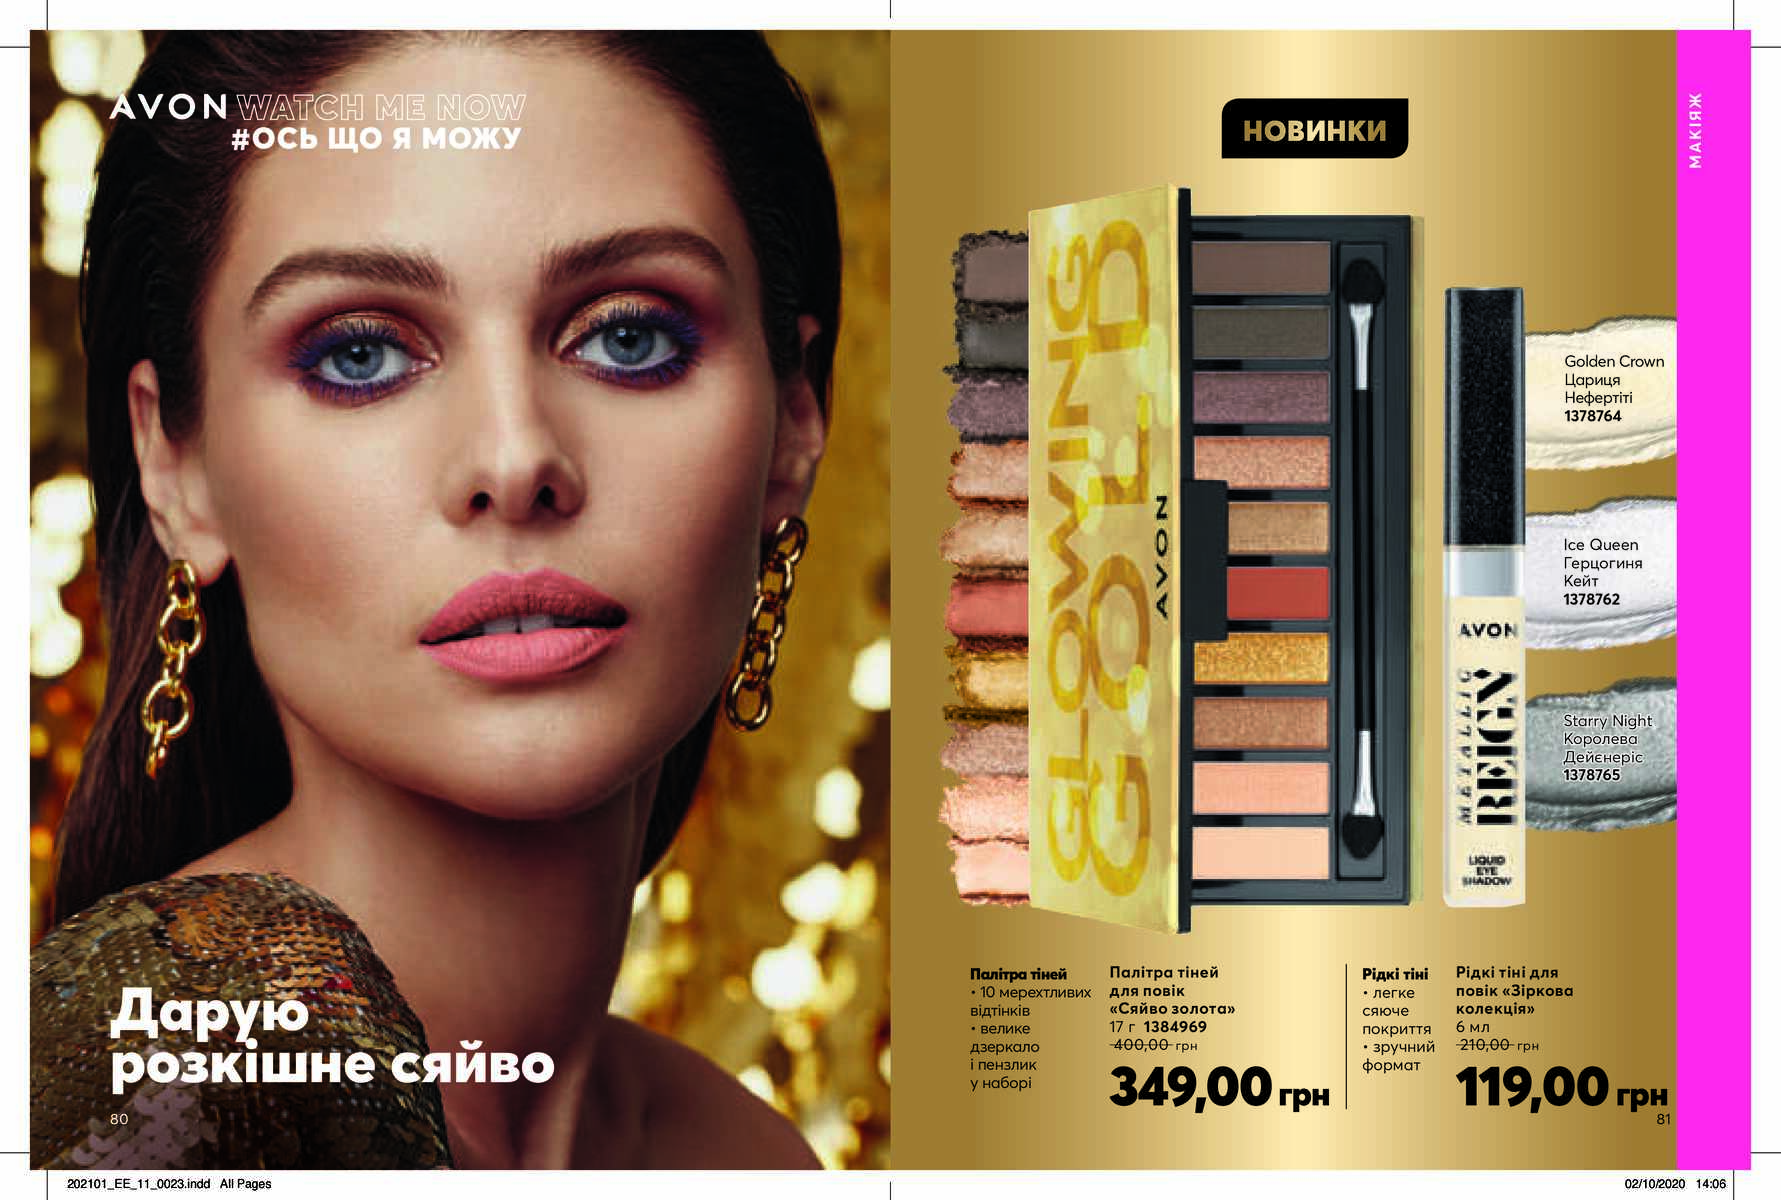 AVON WATCH ME NOW
#ОСЬ ЩО Я МОЖУ
Дарую
розкішне сяйво
80
НОВИНКИ
МАКІЯЖ
GLOWING
GOLD
AVON
AVON
METALLIC
REIGN
LIQUID
EYE
SHADOW
Golden Crown
Цариця
Нефертіті
1378764
Ice Queen
Герцогиня
Кейт
1378762
Starry Night
Королева
Дейєнеріс
1378765
Палітра тіней
• 10 мерехтливих
відтінків
• велике
дзеркало
і пензлик
у наборі
Палітра тіней
для повік
«Сяйво золота»
17 г 1384969
400,00 грн
349,00 грн
Рідкі тіні
• легке
сяюче
покриття
• зручний
формат
Рідкі тіні для
повік «Зіркова
колекція»
6 мл
210,00 грн
119,00 грн
81
202101_EE_11_0023.indd All Pages
02/10/2020 14:06